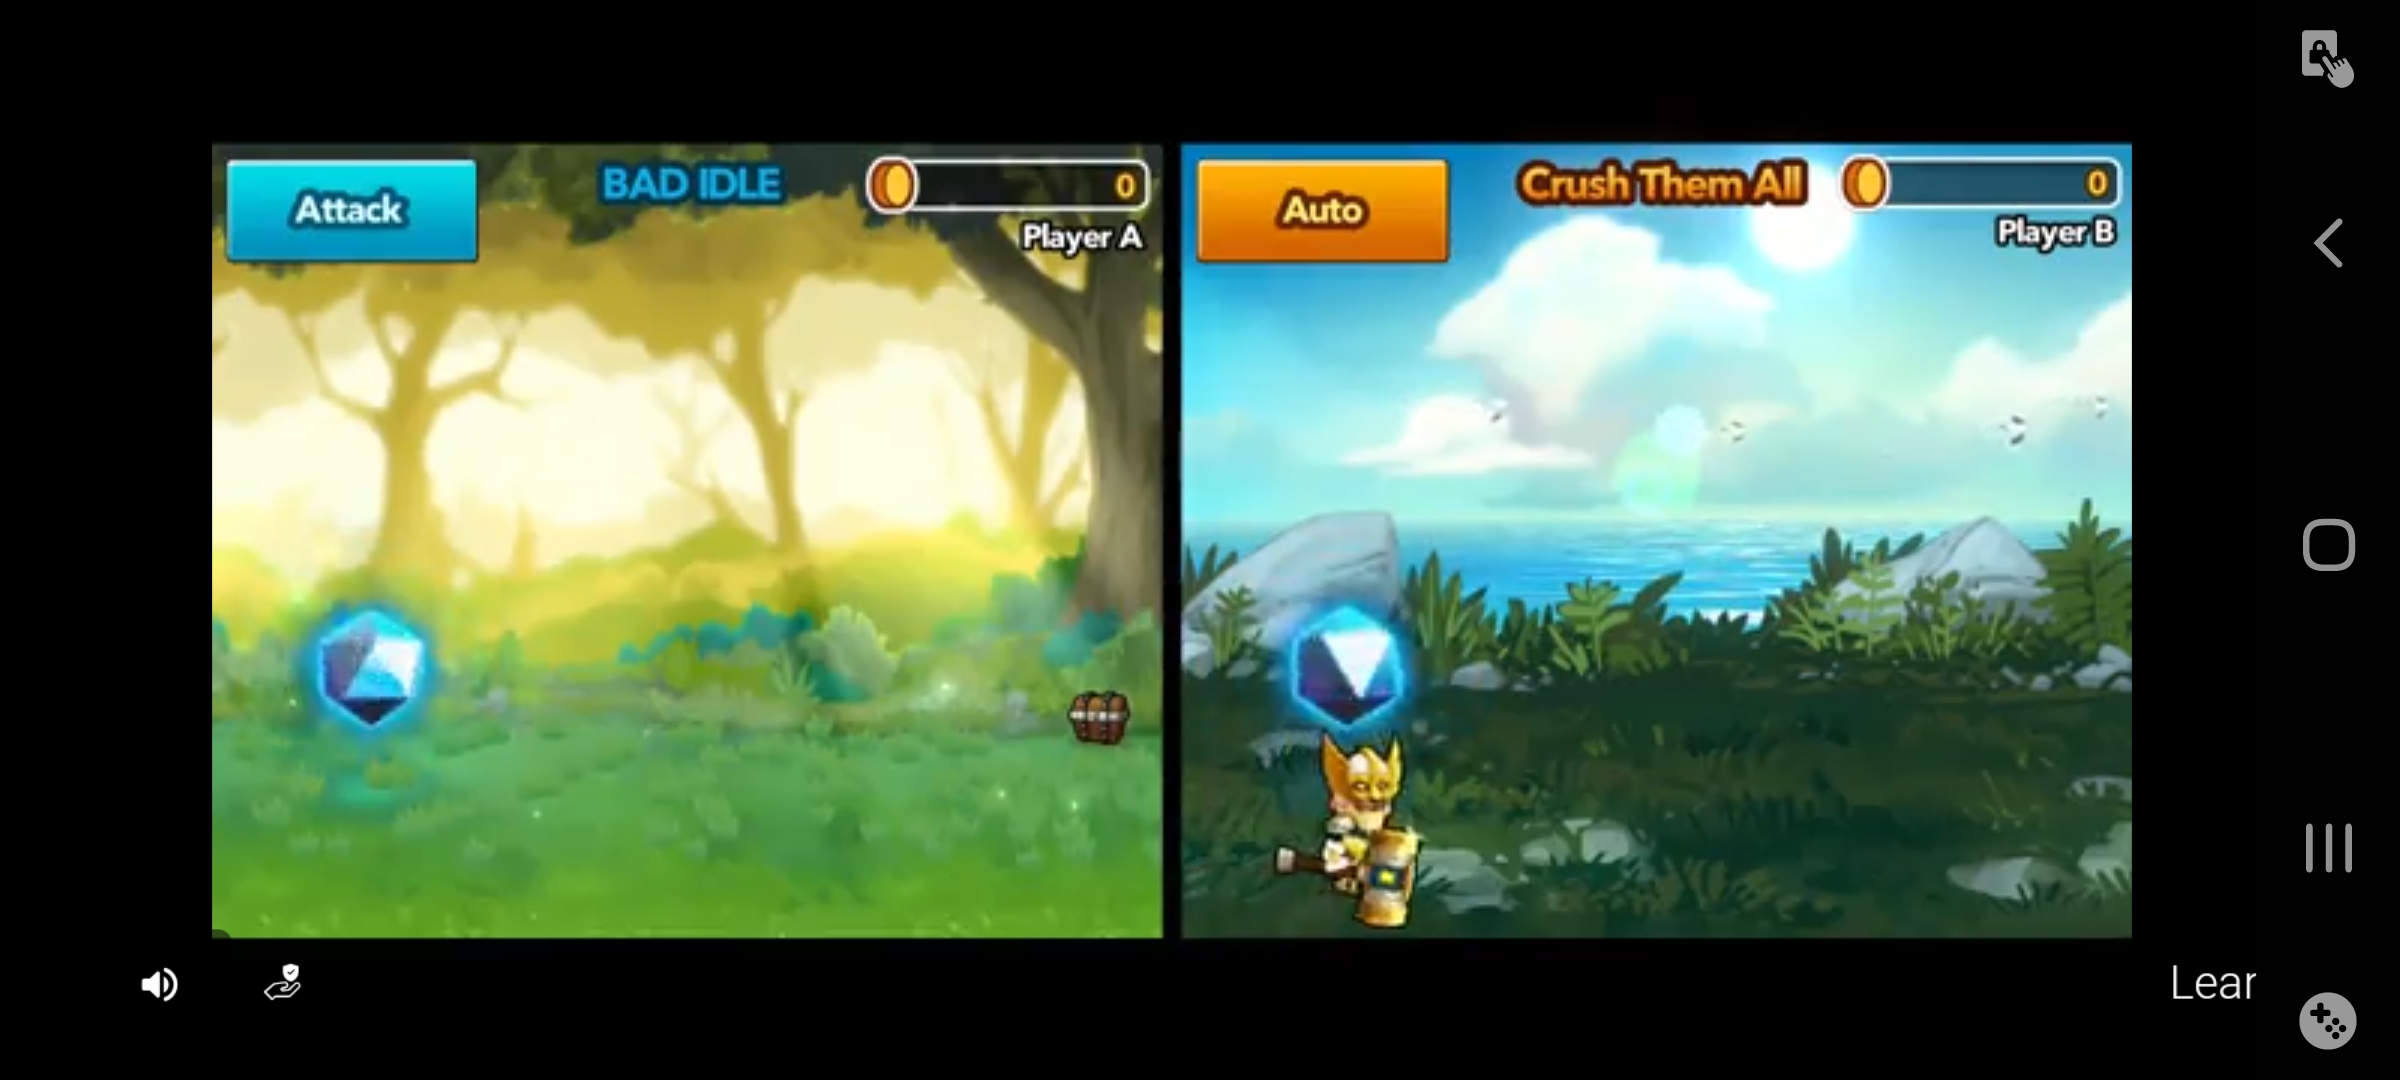 Attack
BAD IDLE
0
Player A
Auto
Crush Them All
0
Player B
Lear